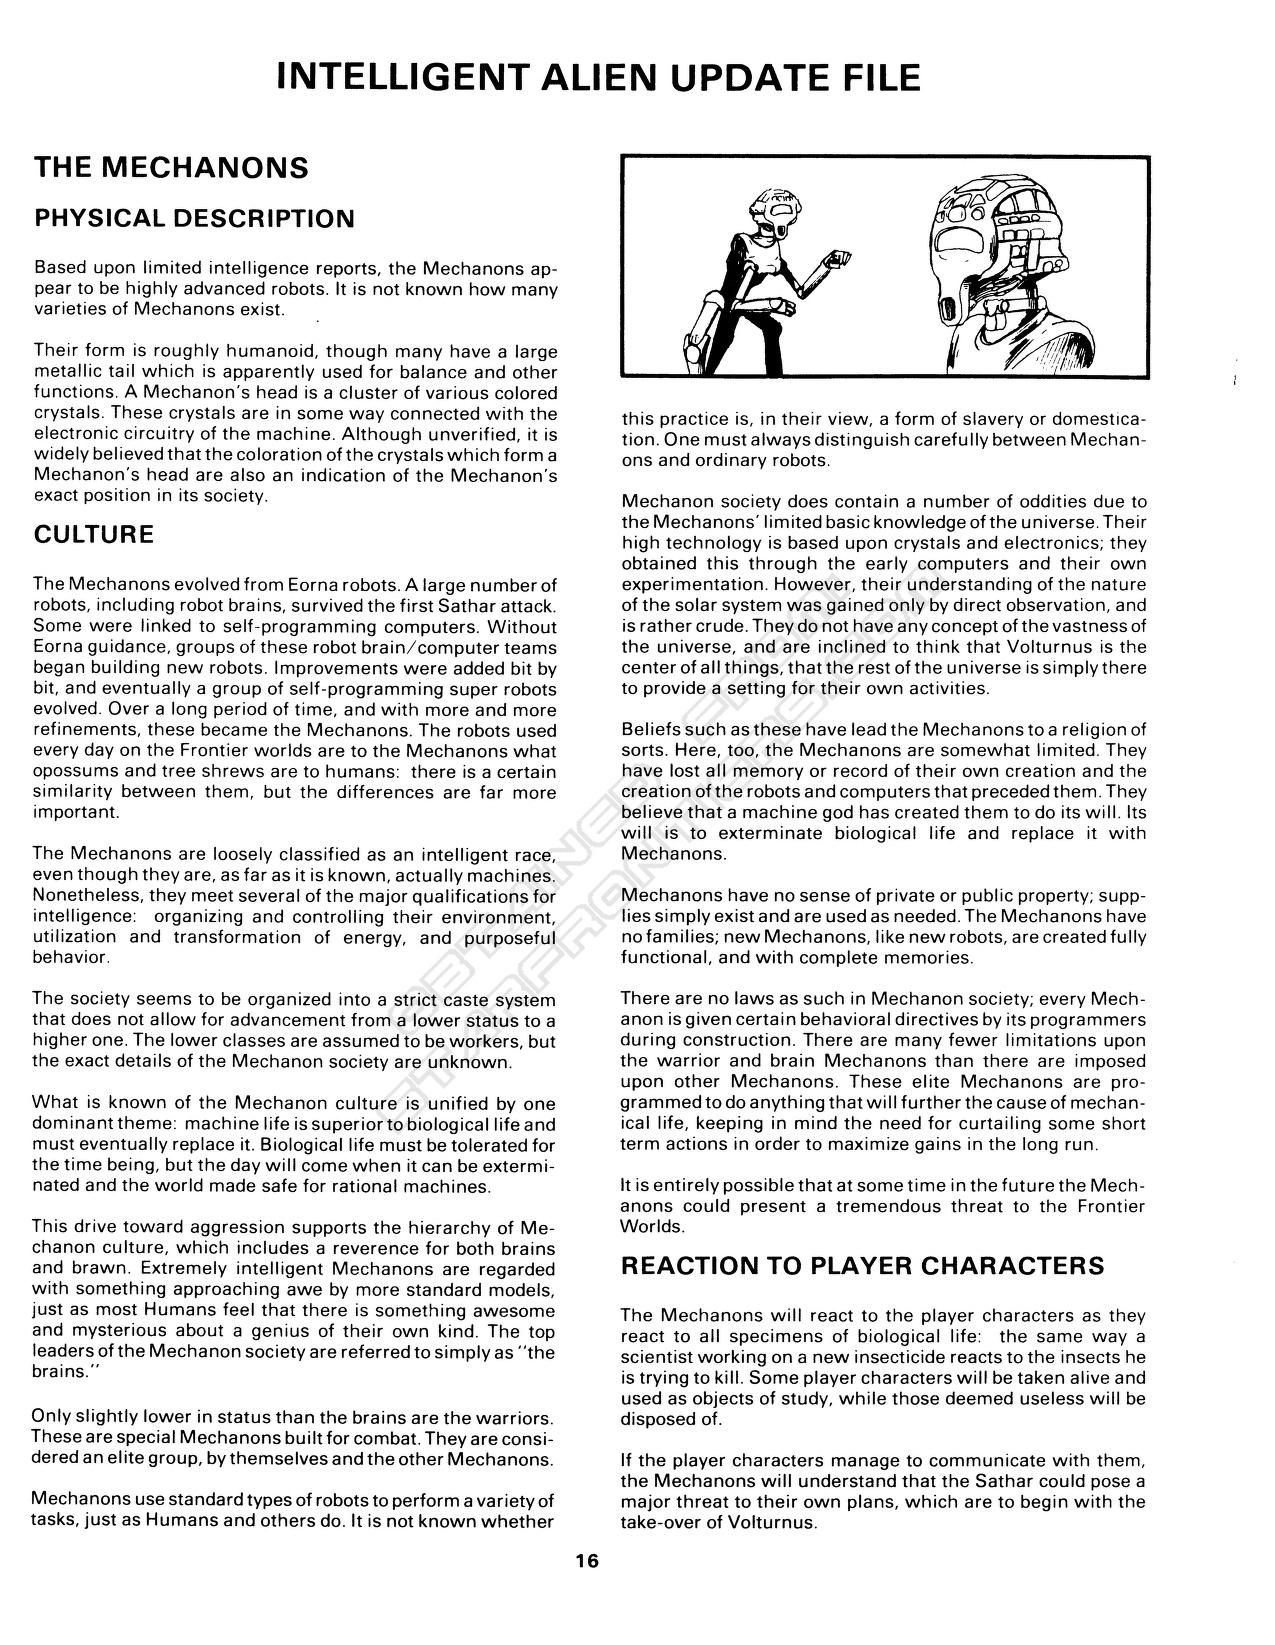 INTELLIGENT ALIEN UPDATE FILE
THE MECHANONS
PHYSICAL DESCRIPTION
Based upon limited intelligence reports, the Mechanons ap-
pear to be highly advanced robots. It is not known how many
varieties of Mechanons exist.
Their form is roughly humanoid, though many have a large
metallic tail which is apparently used for balance and other
functions. A Mechanon's head is a cluster of various colored
crystals. These crystals are in some way connected with the
electronic circuitry of the machine. Although unverified, it is
widely believed that the coloration of the crystals which form a
Mechanon's head are also an indication of the Mechanon's
exact position in its society.
CULTURE
The Mechanons evolved from Eorna robots. A large number of
robots, including robot brains, survived the first Sathar attack.
Some were linked to self-programming computers. Without
Eorna guidance, groups of these robot brain/computer teams
began building new robots. Improvements were added bit by
bit, and eventually a group of self-programming super robots
evolved. Over a long period of time, and with more and more
refinements, these became the Mechanons. The robots used
every day on the Frontier worlds are to the Mechanons what
opossums and tree shrews are to humans: there is a certain
similarity between them, but the differences are far more
important.
The Mechanons are loosely classified as an intelligent race,
even though they are, as far as it is known, actually machines.
Nonetheless, they meet several of the major qualifications for
intelligence: organizing and controlling their environment,
utilization and transformation of energy, and purposeful
behavior.
The society seems to be organized into a strict caste system
that does not allow for advancement from a lower status to a
higher one. The lower classes are assumed to be workers, but
the exact details of the Mechanon society are unknown.
What is known of the Mechanon culture is unified by one
dominant theme: machine life is superior to biological life and
must eventually replace it. Biological life must be tolerated for
the time being, but the day will come when it can be extermi-
nated and the world made safe for rational machines.
This drive toward aggression supports the hierarchy of Me-
chanon culture, which includes a reverence for both brains
and brawn. Extremely intelligent Mechanons are regarded
with something approaching awe by more standard models,
just as most Humans feel that there is something awesome
and mysterious about a genius of their own kind. The top
leaders of the Mechanon society are referred to simply as "the
brains."
Only slightly lower in status than the brains are the warriors.
These are special Mechanons built for combat. They are consi-
dered an elite group, by themselves and the other Mechanons.
Mechanons use standard types of robots to perform a variety of
tasks, just as Humans and others do. It is not known whether
this practice is, in their view, a form of slavery or domestica-
tion. One must always distinguish carefully between Mechan-
ons and ordinary robots.
Mechanon society does contain a number of oddities due to
the Mechanons' limited basic knowledge of the universe. Their
high technology is based upon crystals and electronics; they
obtained this through the early computers and their own
experimentation. However, their understanding of the nature
of the solar system was gained only by direct observation, and
is rather crude. They do not have any concept of the vastness of
the universe, and are inclined to think that Volturnus is the
center of all things, that the rest of the universe is simply there
to provide a setting for their own activities.
Beliefs such as these have lead the Mechanons to a religion of
sorts. Here, too, the Mechanons are somewhat limited. They
have lost all memory or record of their own creation and the
creation of the robots and computers that preceded them. They
believe that a machine god has created them to do its will. Its
will is to exterminate biological life and replace it with
Mechanons.
Mechanons have no sense of private or public property; supp-
lies simply exist and are used as needed. The Mechanons have
no families; new Mechanons, like new robots, are created fully
functional, and with complete memories.
There are no laws as such in Mechanon society; every Mech-
anon is given certain behavioral directives by its programmers
during construction. There are many fewer limitations upon
the warrior and brain Mechanons than there are imposed
upon other Mechanons. These elite Mechanons are pro-
grammed to do anything that will further the cause of mechan-
ical life, keeping in mind the need for curtailing some short
term actions in order to maximize gains in the long run.
It is entirely possible that at some time in the future the Mech-
anons could present a tremendous threat to the Frontier
Worlds.
REACTION TO PLAYER CHARACTERS
The Mechanons will react to the player characters as they
react to all specimens of biological life: the same way a
scientist working on a new insecticide reacts to the insects he
is trying to kill. Some player characters will be taken alive and
used as objects of study, while those deemed useless will be
disposed of.
If the player characters manage to communicate with them,
the Mechanons will understand that the Sathar could pose a
major threat to their own plans, which are to begin with the
take-over of Volturnus.
16
OBTAINED FROM
STARFRONTIERSMAN